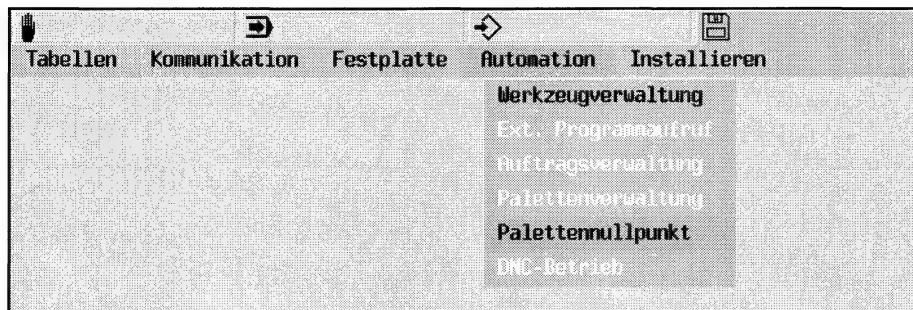 Tabellen Kommunikation Festplatte Automation Installieren
Werkzeugverwaltung
Ext. Programmaufruf
Auftragsverwaltung
Palettenverwaltung
Palettennullpunkt
DNC-Betrieb